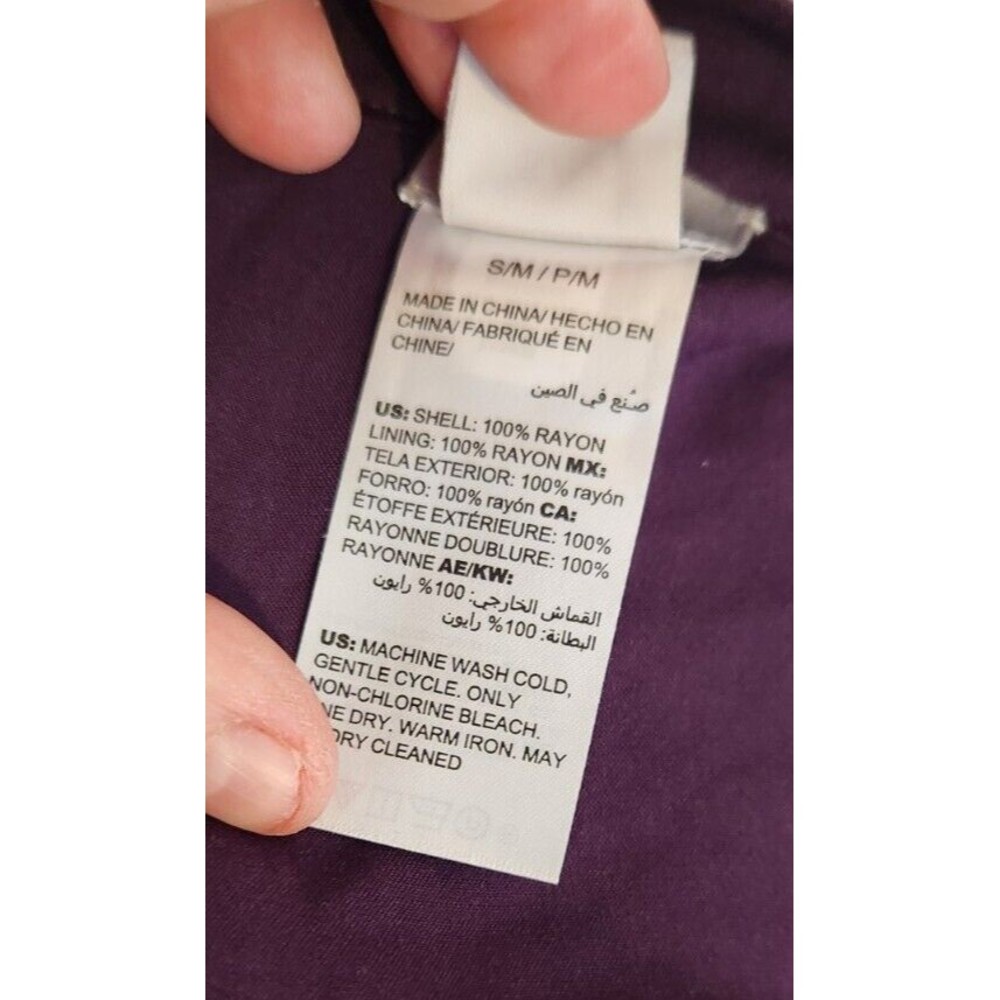 S/M / P/M
MADE IN CHINA/ HECHO EN
CHINA/ FABRIQUÉ EN
CHINE/
صُنع في الصين
US: SHELL: 100% RAYON
LINING: 100% RAYON MX:
TELA EXTERIOR: 100% rayón
FORRO: 100% rayón CA:
ÉTOFFE EXTÉRIEURE: 100%
RAYONNE DOUBLURE: 100%
RAYONNE AE/KW:
القماش الخارجي: 100% رايون
البطانة: 100% رايون
US: MACHINE WASH COLD,
GENTLE CYCLE. ONLY
NON-CHLORINE BLEACH.
NE DRY. WARM IRON. MAY
DRY CLEANED